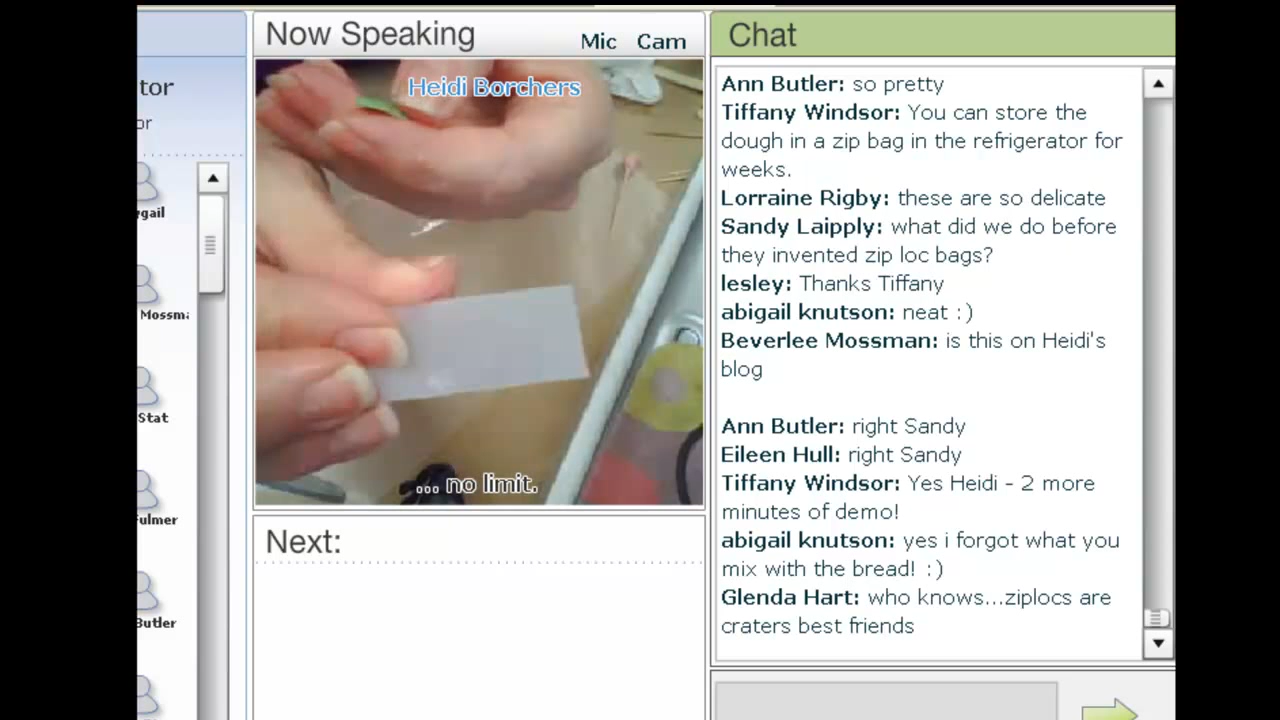 tor
or
gail
Mossma
Stat
ulmer
Butler
Now Speaking
Mic Cam
Heidi Borchers
... no limit.
Next:
Chat
Ann Butler: so pretty
Tiffany Windsor: You can store the
dough in a zip bag in the refrigerator for
weeks.
Lorraine Rigby: these are so delicate
Sandy Laipply: what did we do before
they invented zip loc bags?
lesley: Thanks Tiffany
abigail knutson: neat :)
Beverlee Mossman: is this on Heidi's
blog
Ann Butler: right Sandy
Eileen Hull: right Sandy
Tiffany Windsor: Yes Heidi - 2 more
minutes of demo!
abigail knutson: yes i forgot what you
mix with the bread! :)
Glenda Hart: who knows...ziplocs are
craters best friends